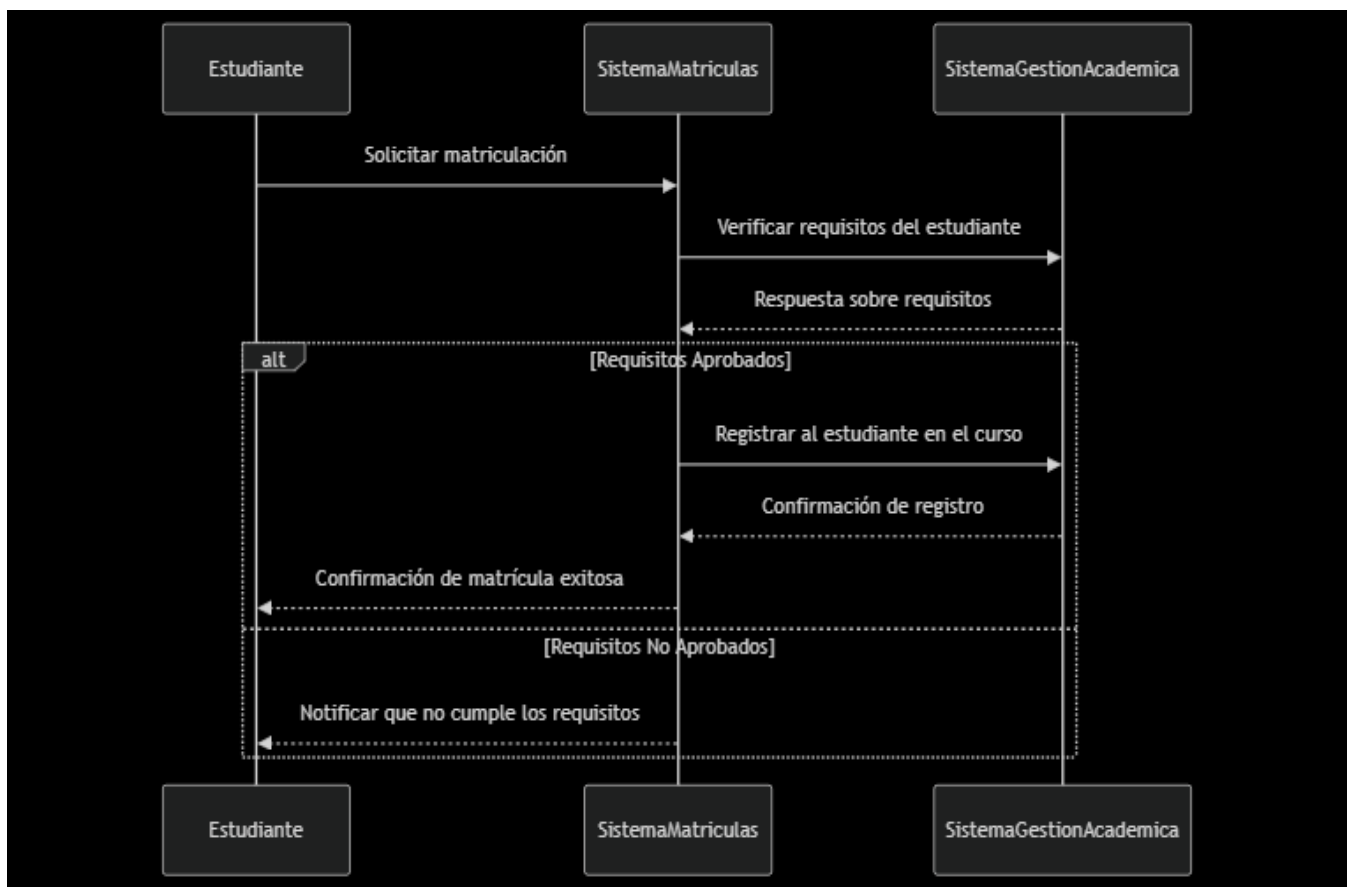 Estudiante
SistemaMatriculas
SistemaGestionAcademica
Solicitar matriculación
Verificar requisitos del estudiante
Respuesta sobre requisitos
alt
[Requisitos Aprobados]
Registrar al estudiante en el curso
Confirmación de registro
Confirmación de matrícula exitosa
[Requisitos No Aprobados]
Notificar que no cumple los requisitos
Estudiante
SistemaMatriculas
SistemaGestionAcademica